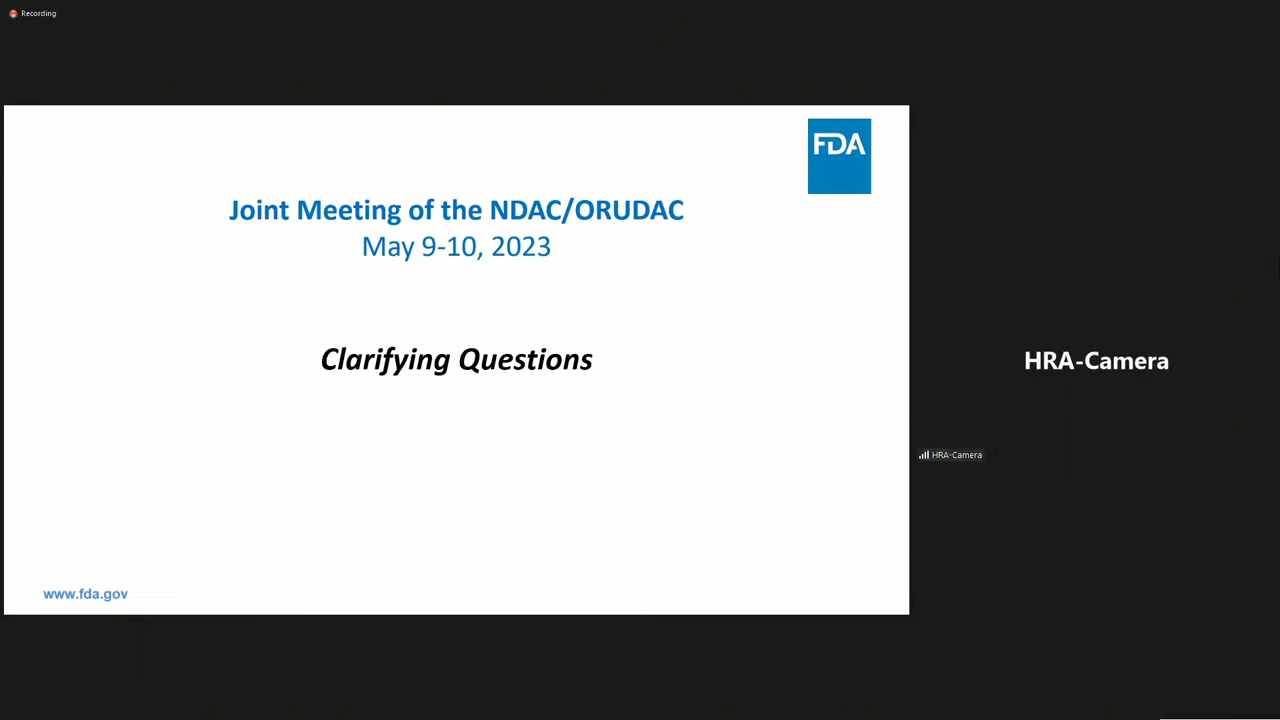 Recording
FDA
Joint Meeting of the NDAC/ORUDAC
May 9-10, 2023
Clarifying Questions
HRA-Camera
HRA-Camera
www.fda.gov